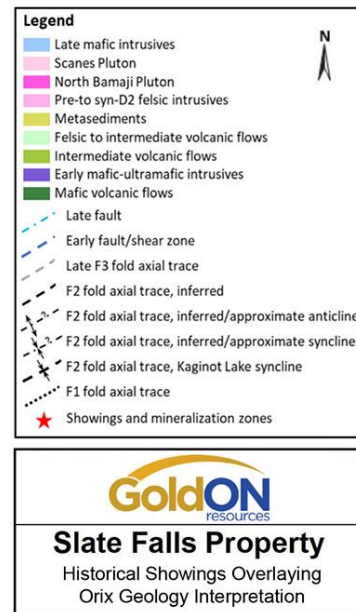 Legend
N
Late mafic intrusives
Scanes Pluton
North Bamaji Pluton
Pre-to syn-D2 felsic intrusives
Metasediments
Felsic to intermediate volcanic flows
Intermediate volcanic flows
Early mafic-ultramafic intrusives
Mafic volcanic flows
Late fault
Early fault/shear zone
Late F3 fold axial trace
F2 fold axial trace, inferred
F2 fold axial trace, inferred/approximate anticline
F2 fold axial trace, inferred/approximate syncline
F2 fold axial trace, Kaginot Lake syncline
F1 fold axial trace
Showings and mineralization zones
GoldON
resources
Slate Falls Property
Historical Showings Overlaying
Orix Geology Interpretation